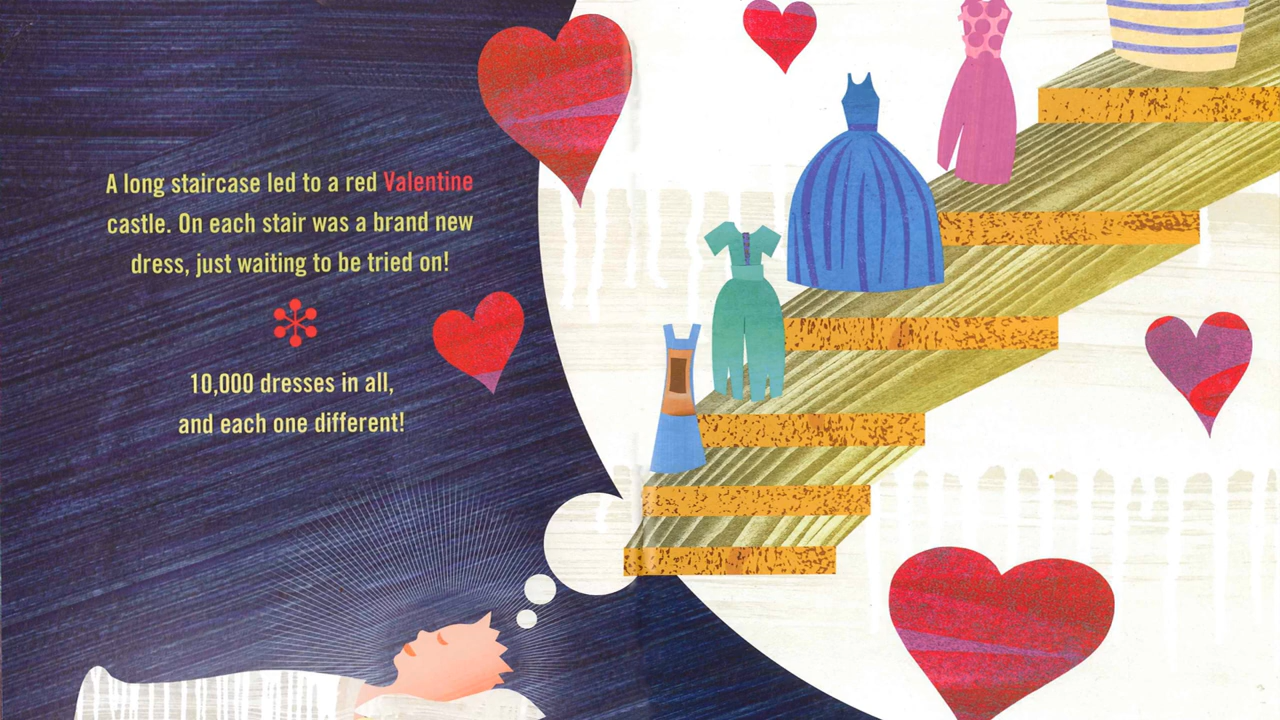 A long staircase led to a red Valentine
castle. On each stair was a brand new
dress, just waiting to be tried on!
10,000 dresses in all,
and each one different!